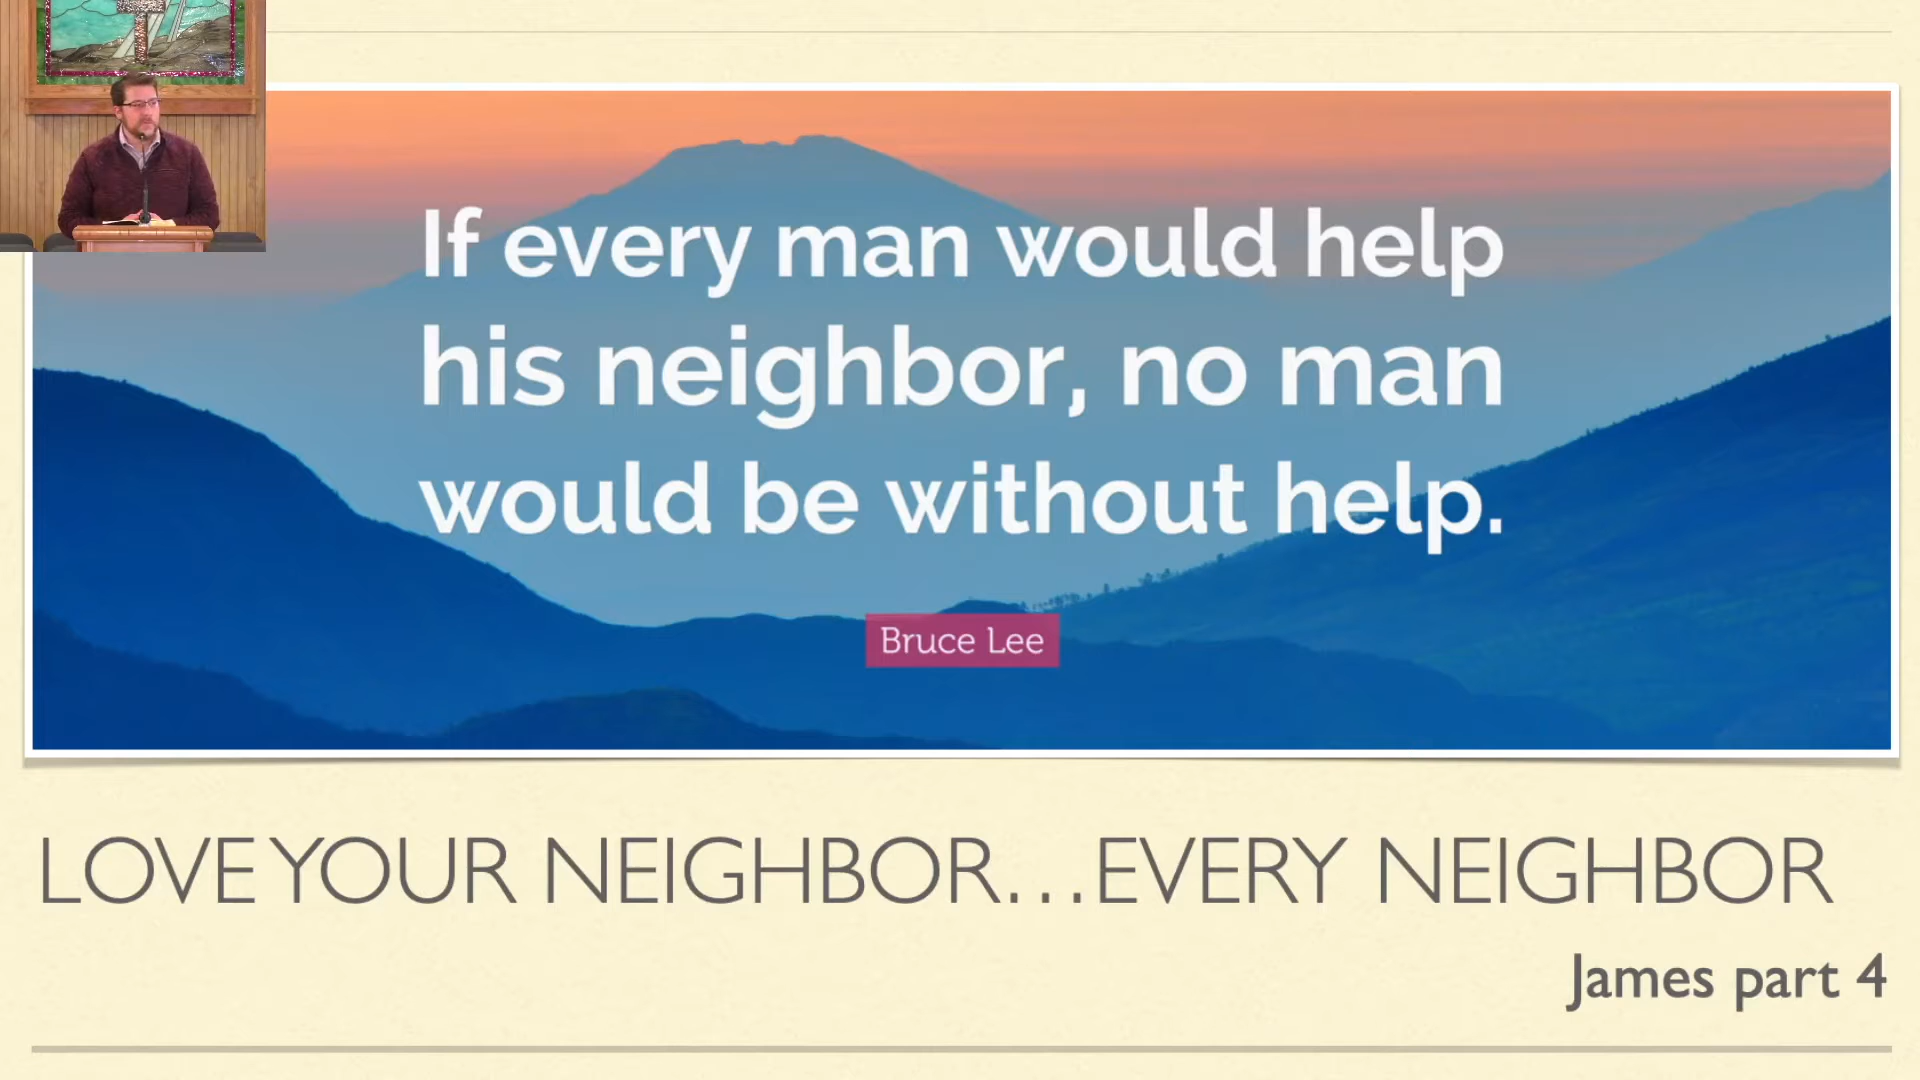 If every man would help
his neighbor, no man
would be without help.
Bruce Lee
LOVE YOUR NEIGHBOR...EVERY NEIGHBOR
James part 4